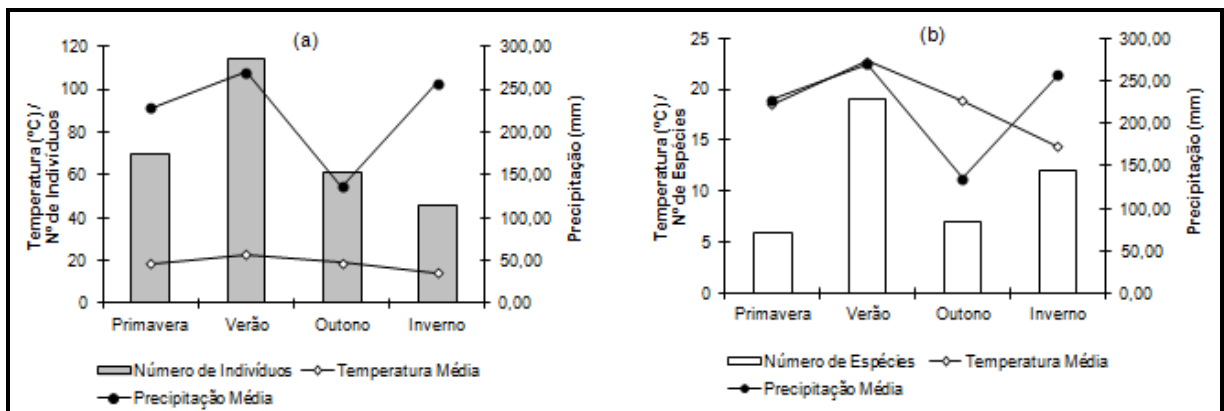 (a)
Temperatura (ºC) /
Nº de Indivíduos
120
100
80
60
40
20
0
300,00
250,00
200,00
150,00
100,00
50,00
0,00
Precipitação (mm)
Primavera Verão Outono Inverno
Número de Indivíduos Temperatura Média
Precipitação Média
(b)
Temperatura (ºC) /
Nº de Espécies
25
20
15
10
5
0
300,00
250,00
200,00
150,00
100,00
50,00
0,00
Precipitação (mm)
Primavera Verão Outono Inverno
Número de Espécies Temperatura Média
Precipitação Média